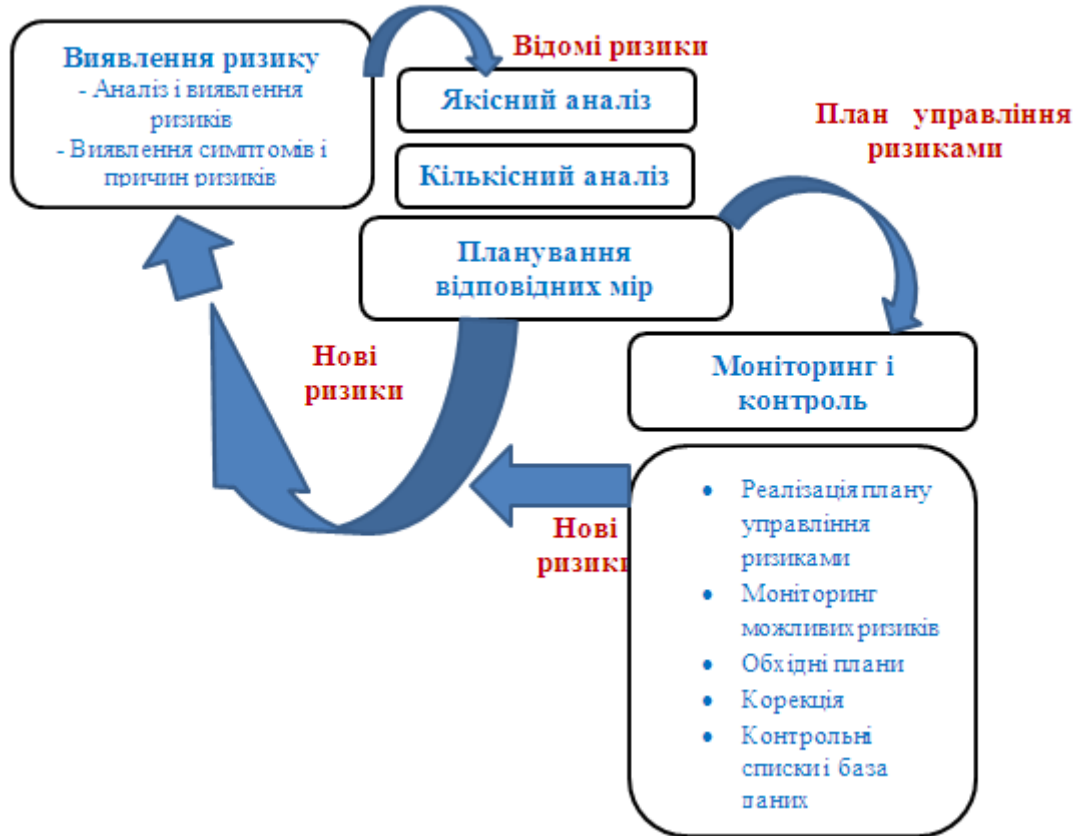 Виявлення ризику
- Аналіз і виявлення
ризиків
- Виявлення симптомів і
причин ризиків
Відомі ризики
Якісний аналіз
Кількісний аналіз
Планування
відповідних мір
План управління
ризиками
Моніторинг і
контроль
Нові
ризики
Нові
ризики
• Реалізація плану
управління
ризиками
• Моніторинг
можливих ризиків
• Обхідні плани
• Корекція
• Контрольні
списки і база
даних